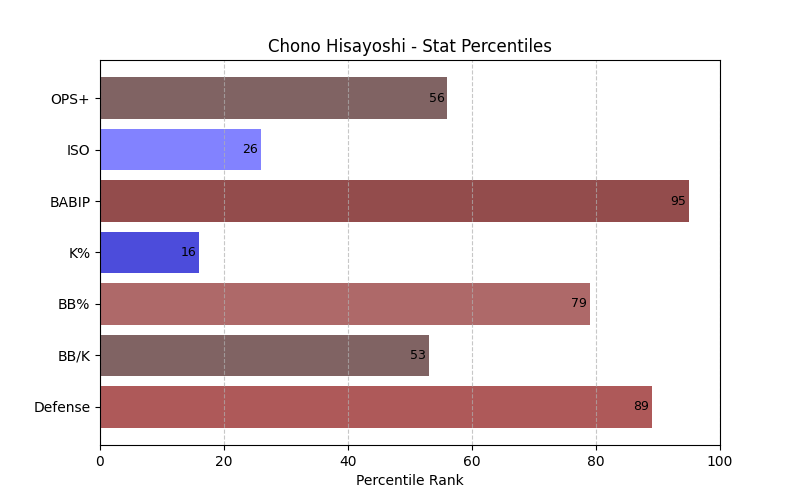 Chono Hisayoshi - Stat Percentiles
OPS+ 56
ISO 26
BABIP 95
K% 16
BB% 79
BB/K 53
Defense 89
0 20 40 60 80 100
Percentile Rank